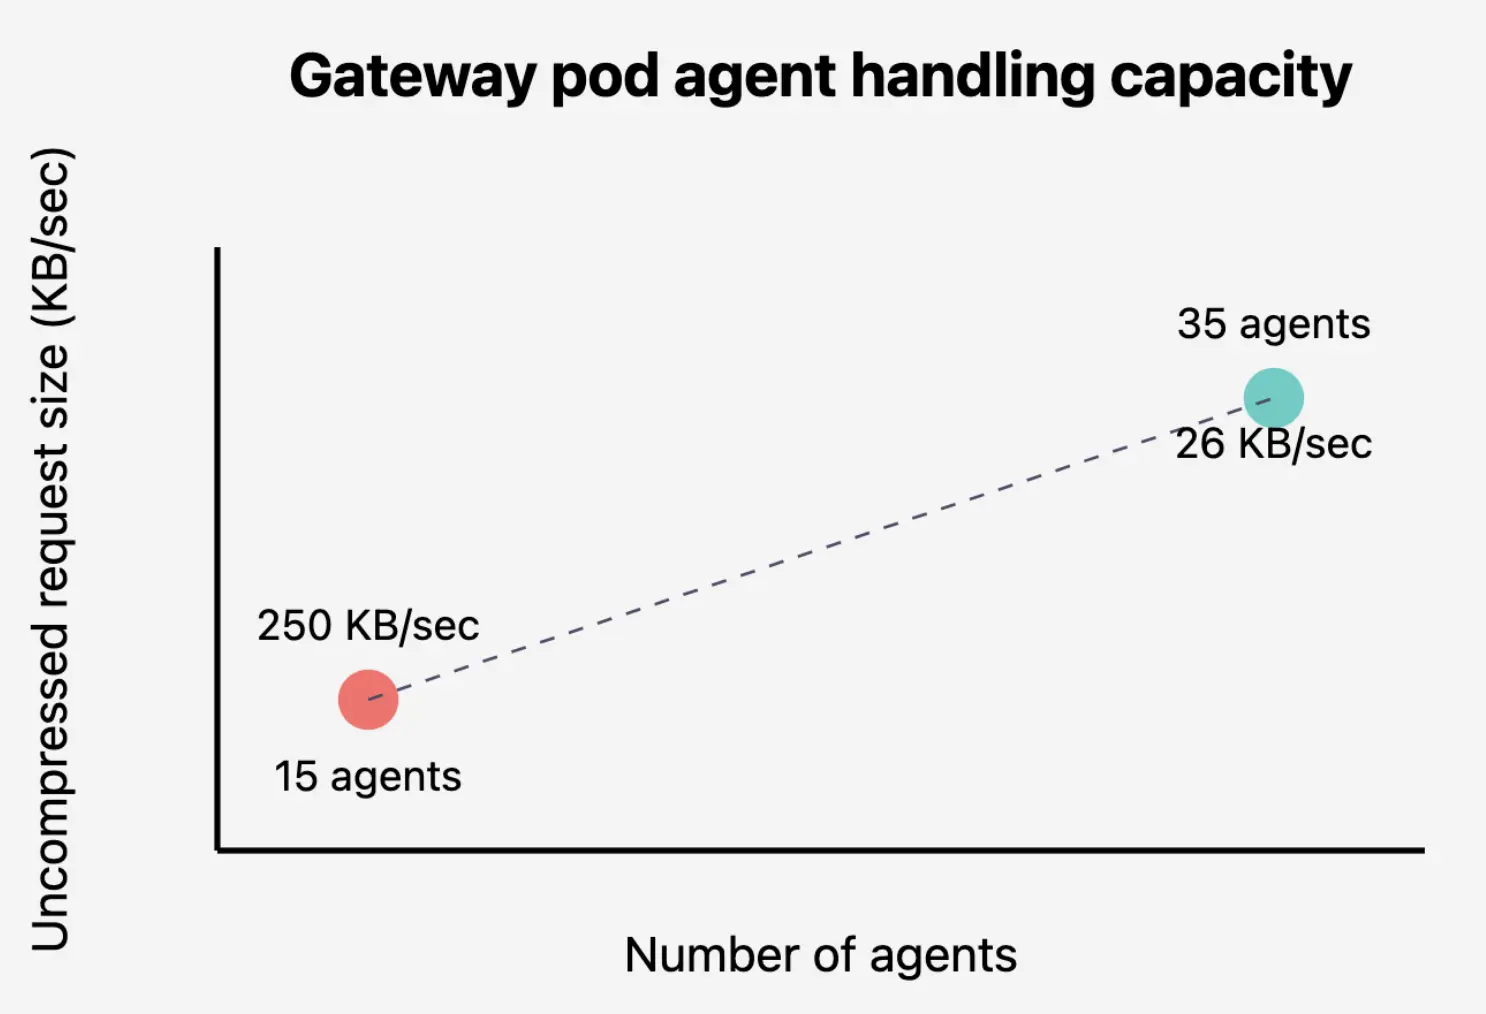 Gateway pod agent handling capacity
Uncompressed request size (KB/sec)
35 agents
26 KB/sec
250 KB/sec
15 agents
Number of agents